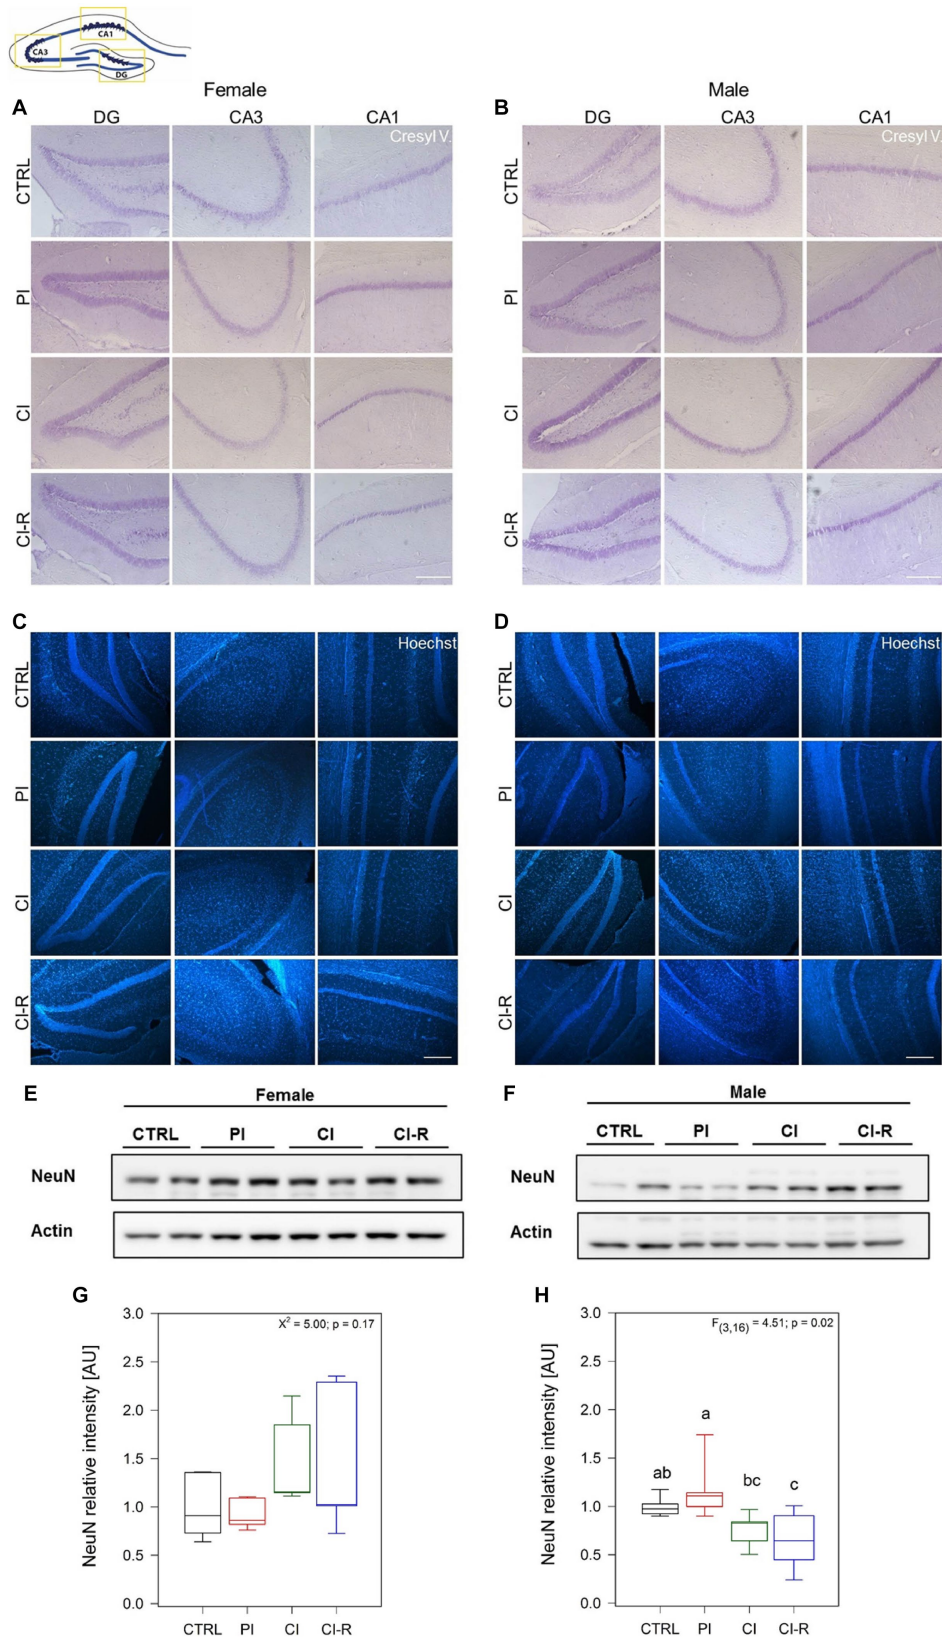 CA1
CA3
DG
Female
Male
A
B
DG CA3 CA1
DG CA3 CA1
Cresyl V.
Cresyl V.
CTRL
CTRL
PI
PI
CI
CI
CI-R
CI-R
C
D
Hoechst
Hoechst
CTRL
CTRL
PI
PI
CI
CI
CI-R
CI-R
E
Female
CTRL PI CI CI-R
NeuN
Actin
F
Male
CTRL PI CI CI-R
NeuN
Actin
G
X² = 5.00; p = 0.17
NeuN relative intensity [AU]
3.0
2.5
2.0
1.5
1.0
0.5
0.0
CTRL PI CI CI-R
H
F(3,16) = 4.51; p = 0.02
NeuN relative intensity [AU]
3.0
2.5
2.0
1.5
1.0
0.5
0.0
ab
a
bc
c
CTRL PI CI CI-R